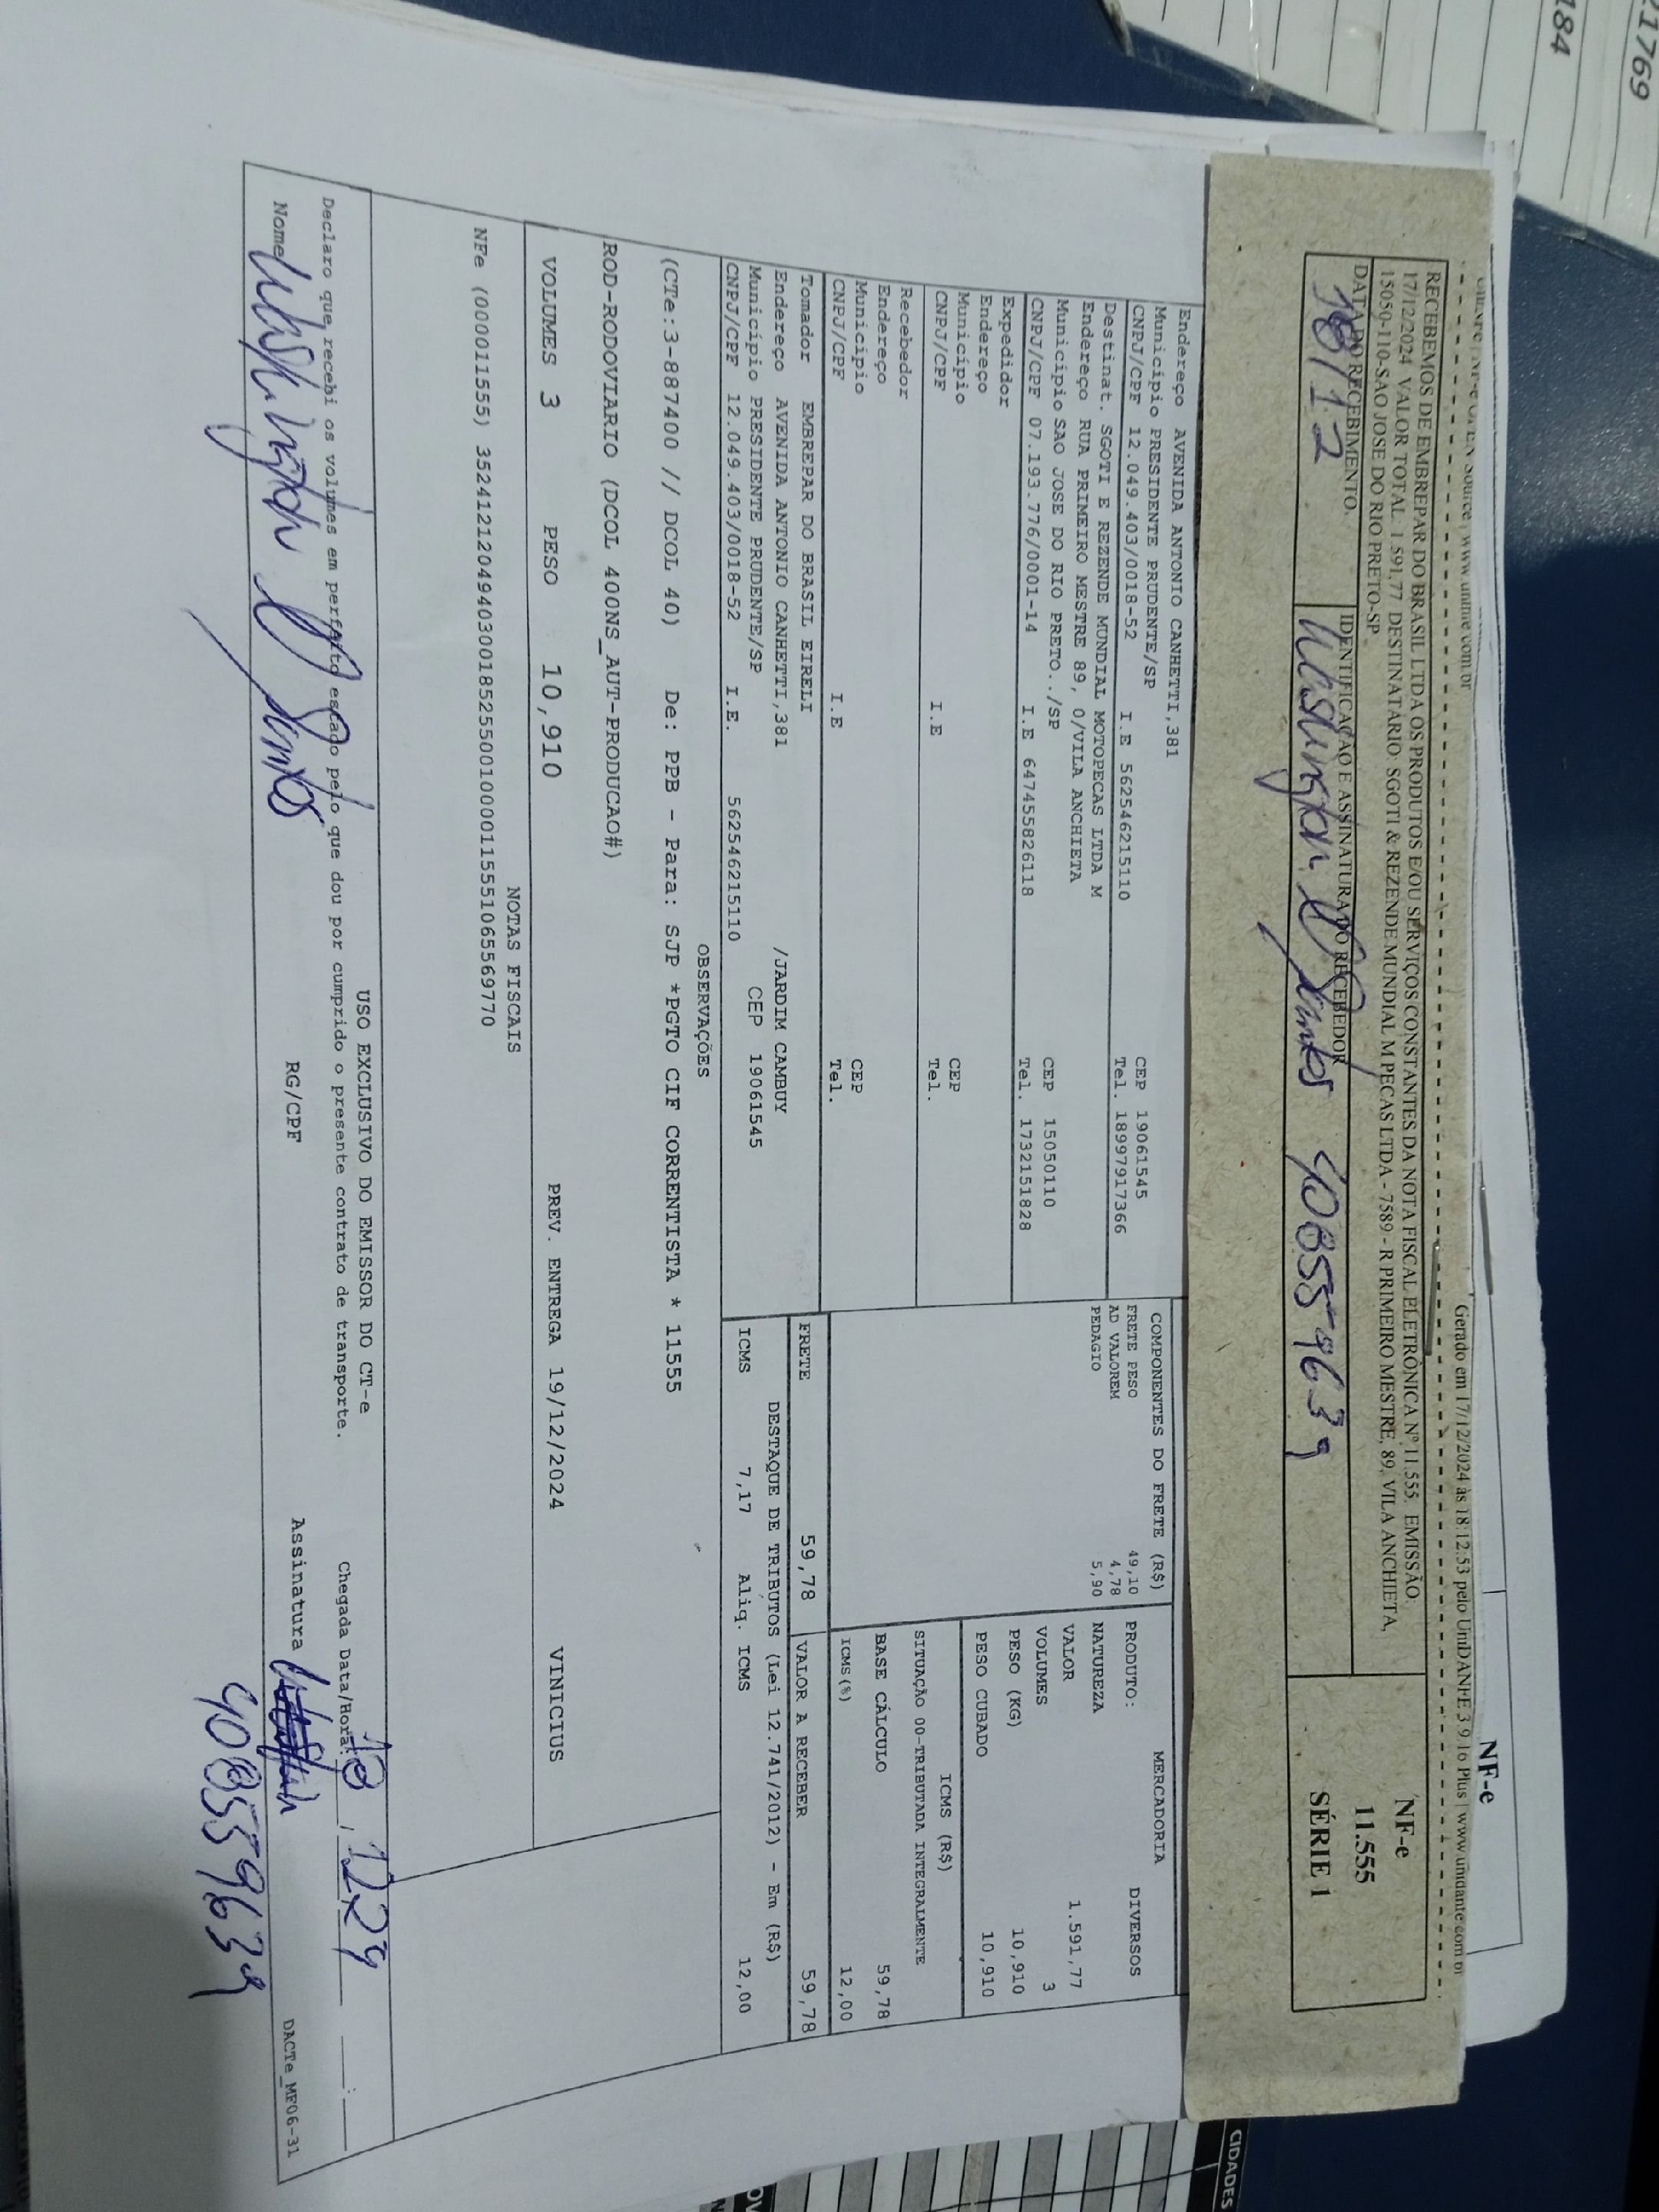 21769
184
NF-e
Gerado em 17/12/2024 às 18:12:53 pelo UniDANFE 3.9.16 Plus | www.unidanfe.com.br
RECEBEMOS DE EMBREPAR DO BRASIL LTDA OS PRODUTOS E/OU SERVIÇOS CONSTANTES DA NOTA FISCAL ELETRÔNICA Nº 11.555. EMISSÃO:
17/12/2024 VALOR TOTAL: 1.591,77 DESTINATARIO: SGOTI & REZENDE MUNDIAL M PECAS LTDA - 7589 - R PRIMEIRO MESTRE, 89, VILA ANCHIETA,
15050-110-SAO JOSE DO RIO PRETO-SP
NF-e
11.555
SÉRIE 1
DATA DO RECEBIMENTO.
IDENTIFICAÇÃO E ASSINATURA DO RECEBEDOR
18/12
Washington Santos 408559639
Endereço AVENIDA ANTONIO CANHETTI,381
Município PRESIDENTE PRUDENTE/SP CEP 19061545
CNPJ/CPF 12.049.403/0018-52 I.E 562546215110 Tel. 18997917366
Destinat. SGOTI E REZENDE MUNDIAL MOTOPECAS LTDA M
Endereço RUA PRIMEIRO MESTRE 89, 0/VILA ANCHIETA
Município SAO JOSE DO RIO PRETO../SP CEP 15050110
CNPJ/CPF 07.193.776/0001-14 I.E 647455826118 Tel. 1732151828
Expedidor
Endereço
Município CEP
CNPJ/CPF I.E Tel.
Recebedor
Endereço
Município CEP
CNPJ/CPF I.E Tel.
Tomador EMBREPAR DO BRASIL EIRELI
Endereço AVENIDA ANTONIO CANHETTI,381 /JARDIM CAMBUY
Município PRESIDENTE PRUDENTE/SP CEP 19061545
CNPJ/CPF 12.049.403/0018-52 I.E. 562546215110
COMPONENTES DO FRETE (R$)
FRETE PESO 49,10
AD VALOREM 4,78
PEDAGIO 5,90
MERCADORIA
PRODUTO: DIVERSOS
NATUREZA
VALOR 1.591,77
VOLUMES 3
PESO (KG) 10,910
PESO CUBADO 10,910
ICMS (R$)
SITUAÇÃO 00-TRIBUTADA INTEGRALMENTE
BASE CÁLCULO 59,78
ICMS(%) 12,00
FRETE 59,78 VALOR A RECEBER 59,78
DESTAQUE DE TRIBUTOS (Lei 12.741/2012) - Em (R$)
ICMS 7,17 Aliq. ICMS 12,00
OBSERVAÇÕES
(CTe:3-887400 // DCOL 40) De: PPB - Para: SJP *PGTO CIF CORRENTISTA * 11555
ROD-RODOVIARIO (DCOL 400NS_AUT-PRODUCAO#)
VOLUMES 3 PESO 10,910 PREV. ENTREGA 19/12/2024 VINICIUS
NOTAS FISCAIS
NFe (000011555) 35241212049403001852550010000115551065569770
USO EXCLUSIVO DO EMISSOR DO CT-e
Declaro que recebi os volumes em perfeito estado pelo que dou por cumprido o presente contrato de transporte.
Chegada Data/Hora: 18 / 12
Nome Washington Santos RG/CPF Assinatura
408559639
DACTe_MF06-31
CIDADES